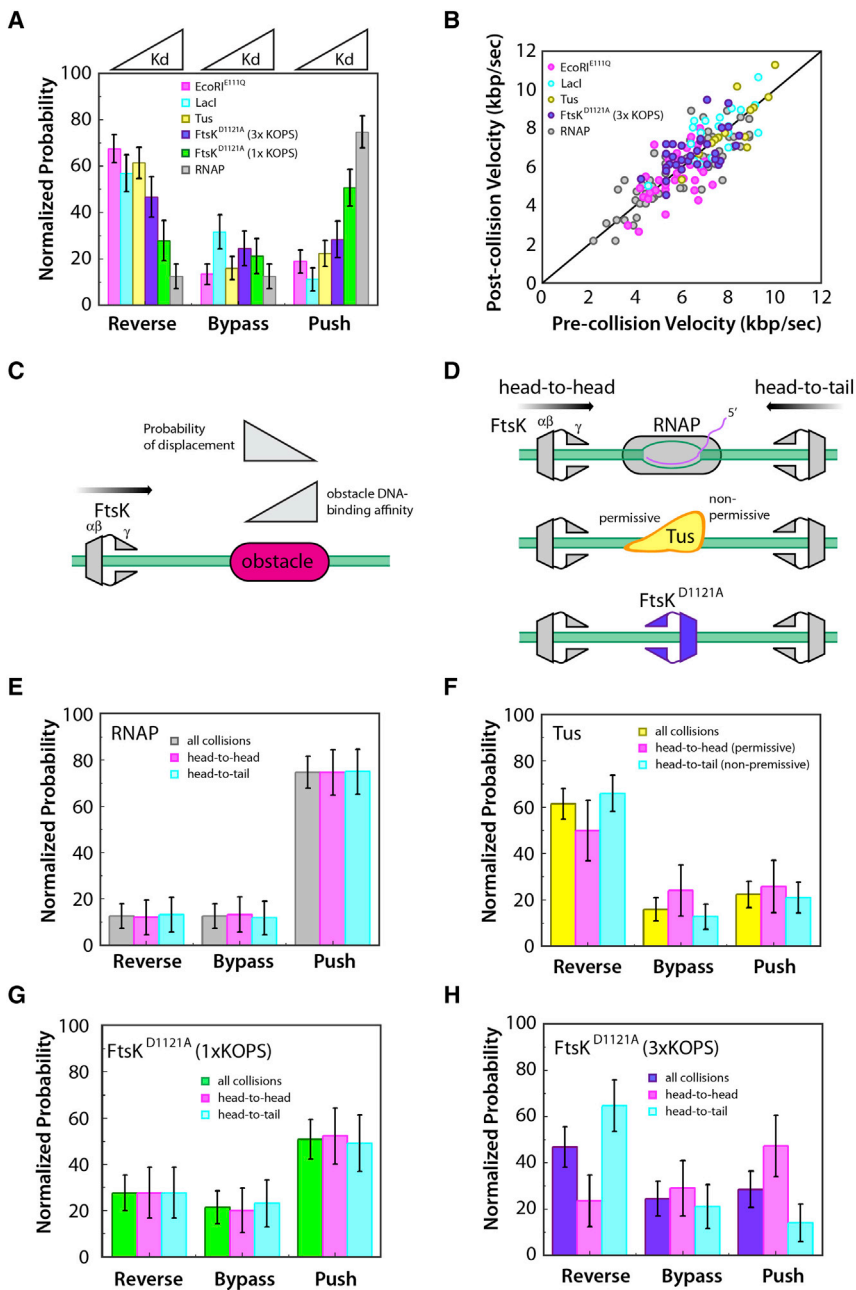 A
Kd
Kd
Kd
Normalized Probability
100
80
60
40
20
0
EcoRI^E111Q
LacI
Tus
FtsK^D1121A (3x KOPS)
FtsK^D1121A (1x KOPS)
RNAP
Reverse
Bypass
Push
B
Post-collision Velocity (kbp/sec)
12
10
8
6
4
2
0
EcoRI^E111Q
LacI
Tus
FtsK^D1121A (3x KOPS)
RNAP
0 2 4 6 8 10 12
Pre-collision Velocity (kbp/sec)
C
Probability
of displacement
obstacle DNA-
binding affinity
FtsK
αβ
γ
obstacle
D
head-to-head
head-to-tail
FtsK
αβ
γ
RNAP
5′
permissive
non-
permissive
Tus
FtsK^D1121A
E
Normalized Probability
100
80
60
40
20
0
RNAP
all collisions
head-to-head
head-to-tail
Reverse
Bypass
Push
F
Normalized Probability
100
80
60
40
20
0
Tus
all collisions
head-to-head (permissive)
head-to-tail (non-premissive)
Reverse
Bypass
Push
G
Normalized Probability
100
80
60
40
20
0
FtsK^D1121A (1xKOPS)
all collisions
head-to-head
head-to-tail
Reverse
Bypass
Push
H
Normalized Probability
100
80
60
40
20
0
FtsK^D1121A (3xKOPS)
all collisions
head-to-head
head-to-tail
Reverse
Bypass
Push